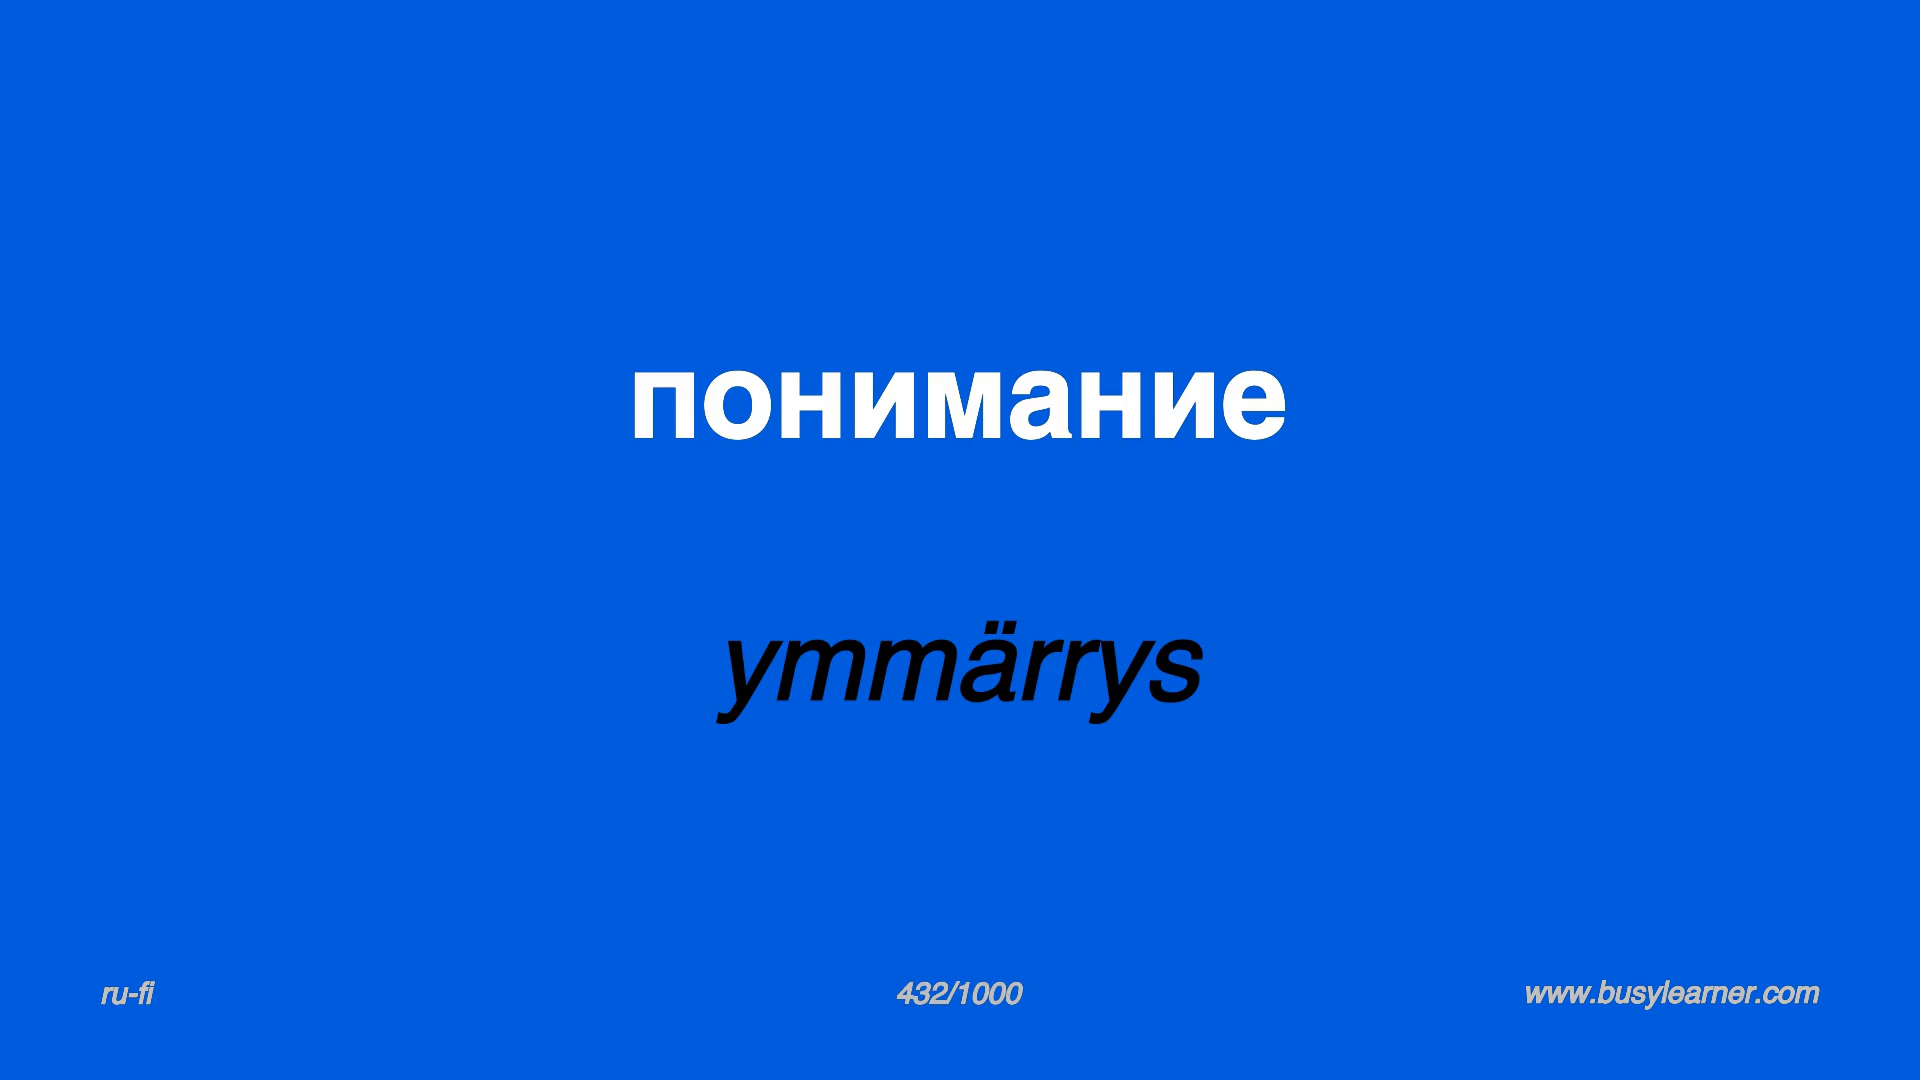 понимание
ymmärrys
ru-fi
432/1000
www.busylearner.com